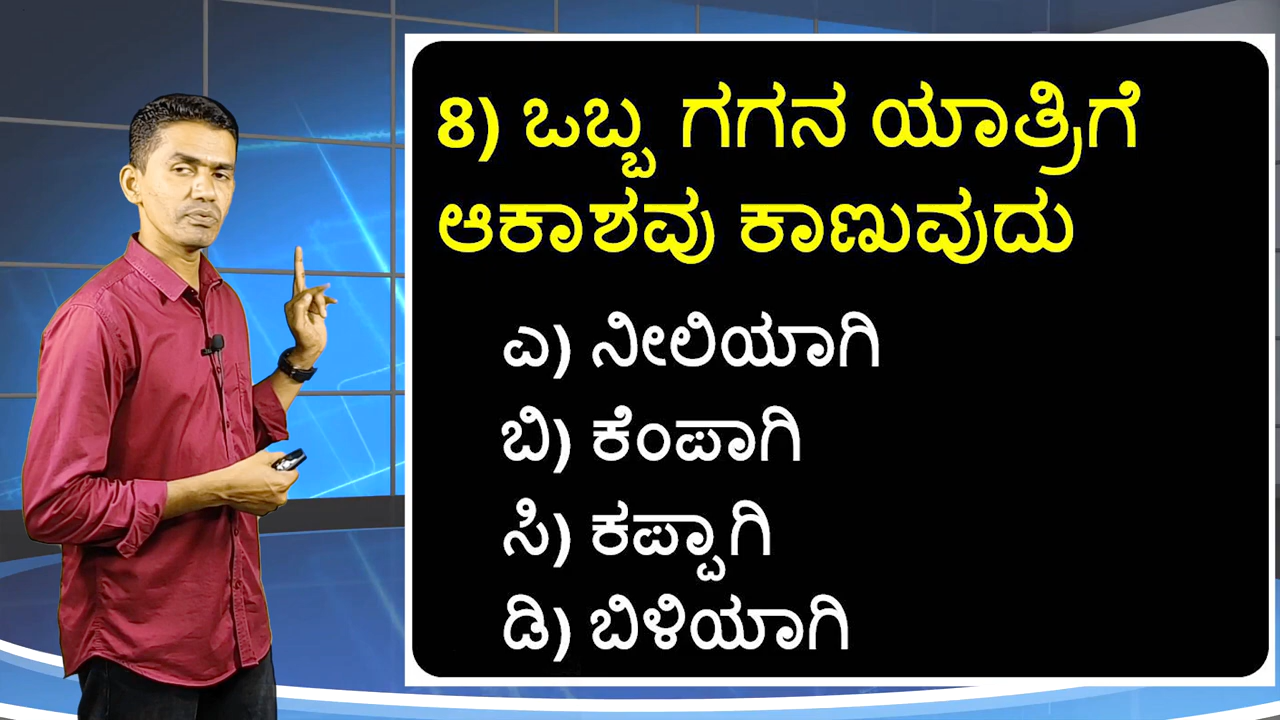 8) ಒಬ್ಬ ಗಗನ ಯಾತ್ರಿಗೆ
ಆಕಾಶವು ಕಾಣುವುದು
ಎ) ನೀಲಿಯಾಗಿ
ಬಿ) ಕೆಂಪಾಗಿ
ಸಿ) ಕಪ್ಪಾಗಿ
ಡಿ) ಬಿಳಿಯಾಗಿ